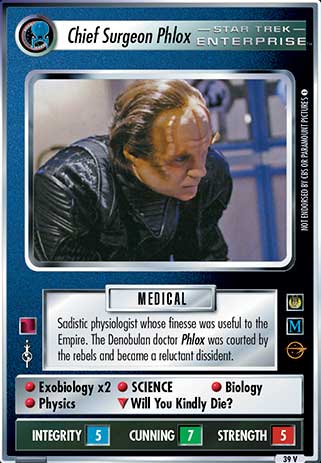 Chief Surgeon Phlox
STAR TREK
ENTERPRISE
NOT ENDORSED BY CBS OR PARAMOUNT PICTURES
MEDICAL
Sadistic physiologist whose finesse was useful to the
Empire. The Denobulan doctor Phlox was courted by
the rebels and became a reluctant dissident.
M
Exobiology x2 SCIENCE Biology
Physics Will You Kindly Die?
INTEGRITY 5 CUNNING 7 STRENGTH 5
39 V